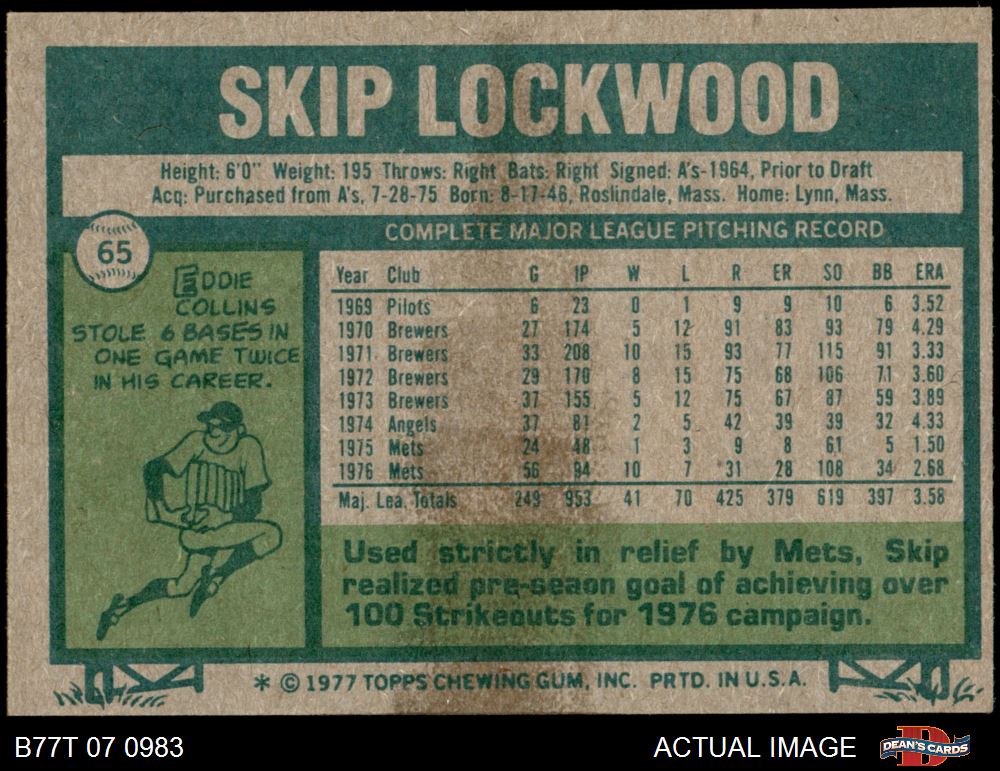 SKIP LOCKWOOD
Height: 6'0" Weight: 195 Throws: Right Bats: Right Signed: A's-1964, Prior to Draft
Acq: Purchased from A's, 7-28-75 Born: 8-17-46, Roslindale, Mass. Home: Lynn, Mass.
65
COMPLETE MAJOR LEAGUE PITCHING RECORD
EDDIE
COLLINS
STOLE 6 BASES IN
ONE GAME TWICE
IN HIS CAREER.
Year Club G IP W L R ER SO BB ERA
1969 Pilots 6 23 0 1 9 9 10 6 3.52
1970 Brewers 27 174 5 12 91 83 93 79 4.29
1971 Brewers 33 208 10 15 93 77 115 91 3.33
1972 Brewers 29 170 8 15 75 68 106 71 3.60
1973 Brewers 37 155 5 12 75 67 87 59 3.89
1974 Angels 37 81 2 5 42 39 39 32 4.33
1975 Mets 24 48 1 3 9 8 61 5 1.50
1976 Mets 56 94 10 7 31 28 108 34 2.68
Maj. Lea. Totals 249 953 41 70 425 379 619 397 3.58
Used strictly in relief by Mets, Skip
realized pre-seaon goal of achieving over
100 Strikeouts for 1976 campaign.
* © 1977 TOPPS CHEWING GUM, INC. PRTD. IN U.S.A.
B77T 07 0983
ACTUAL IMAGE
DEAN'S CARDS